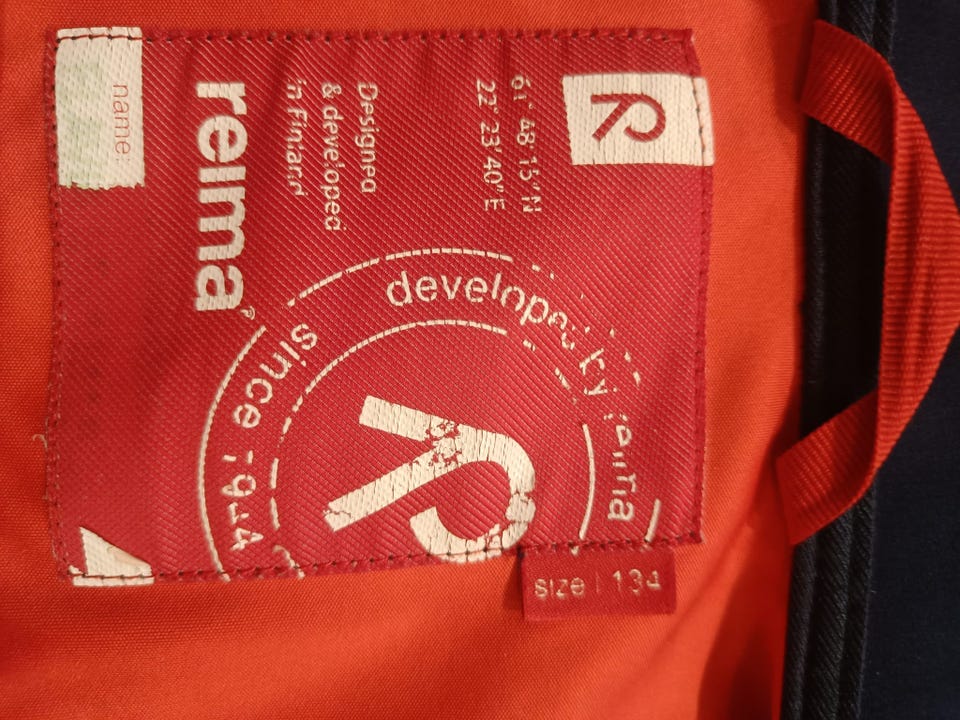 R
61° 48' 15"N
22° 23' 40"E
Designed
& developed
in Finland
reima®
name:
developed by reima
since 1944
size | 134